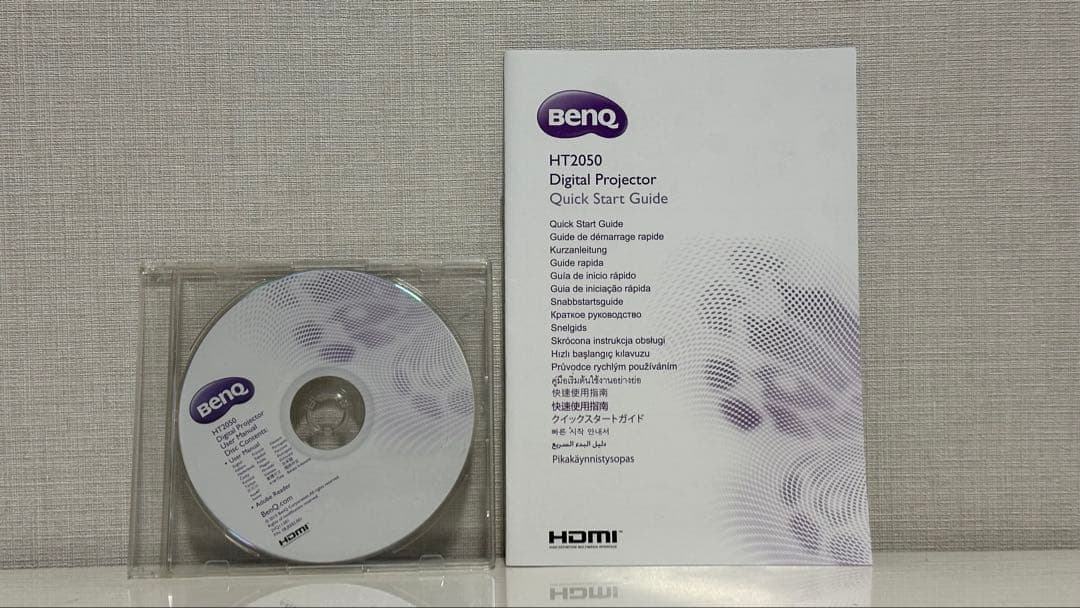 BenQ
HT2050
Digital Projector
Quick Start Guide
Quick Start Guide
Guide de démarrage rapide
Kurzanleitung
Guide rapida
Guía de inicio rápido
Guia de iniciação rápida
Snabbstartsguide
Краткое руководство
Snelgids
Skrócona instrukcja obsługi
Hızlı başlangıç kılavuzu
Průvodce rychlým používáním
คู่มือเริ่มต้นใช้งานอย่างย่อ
快速使用指南
快速使用指南
クイックスタートガイド
빠른 시작 안내서
دليل البدء السريع
Pikakäynnistysopas
HDMI™
HIGH-DEFINITION MULTIMEDIA INTERFACE
BenQ
HT2050
Digital Projector
User Manual
Disc Contents:
• User Manual
• Adobe Reader
BenQ.com
HDMI
HDMI